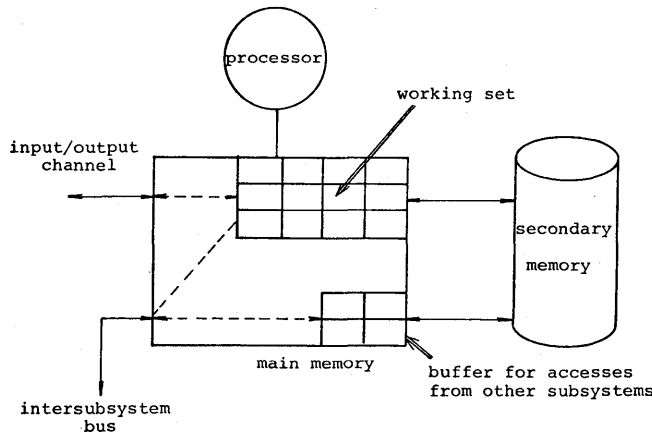 processor
working set
input/output
channel
secondary
memory
main memory
buffer for accesses
from other subsystems
intersubsystem
bus